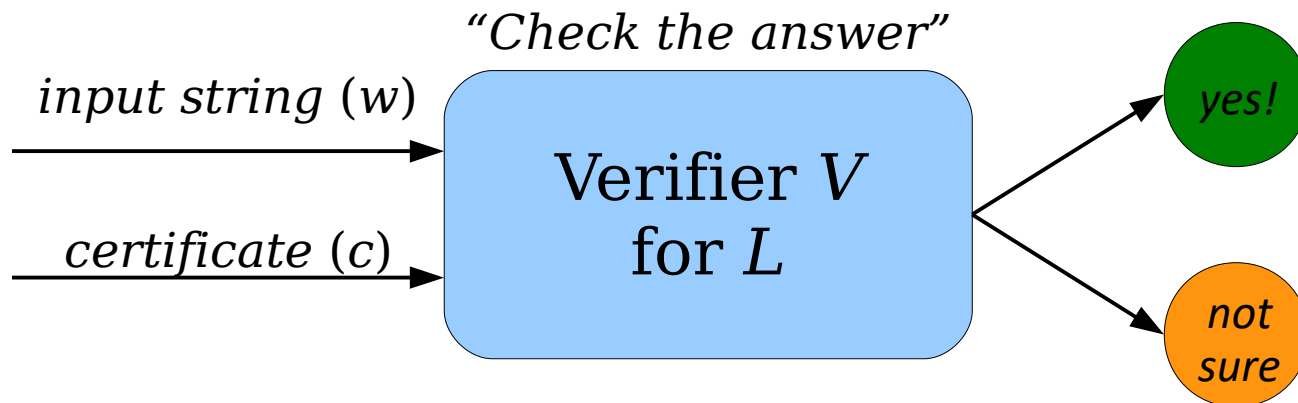 “Check the answer”
input string (w)
certificate (c)
Verifier V
for L
yes!
not
sure